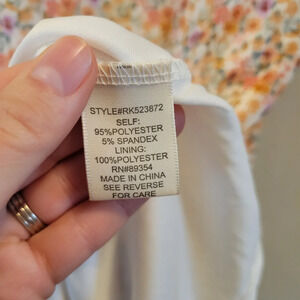 STYLE#RK523872
SELF:
95%POLYESTER
5% SPANDEX
LINING:
100%POLYESTER
RN#89354
MADE IN CHINA
SEE REVERSE
FOR CARE